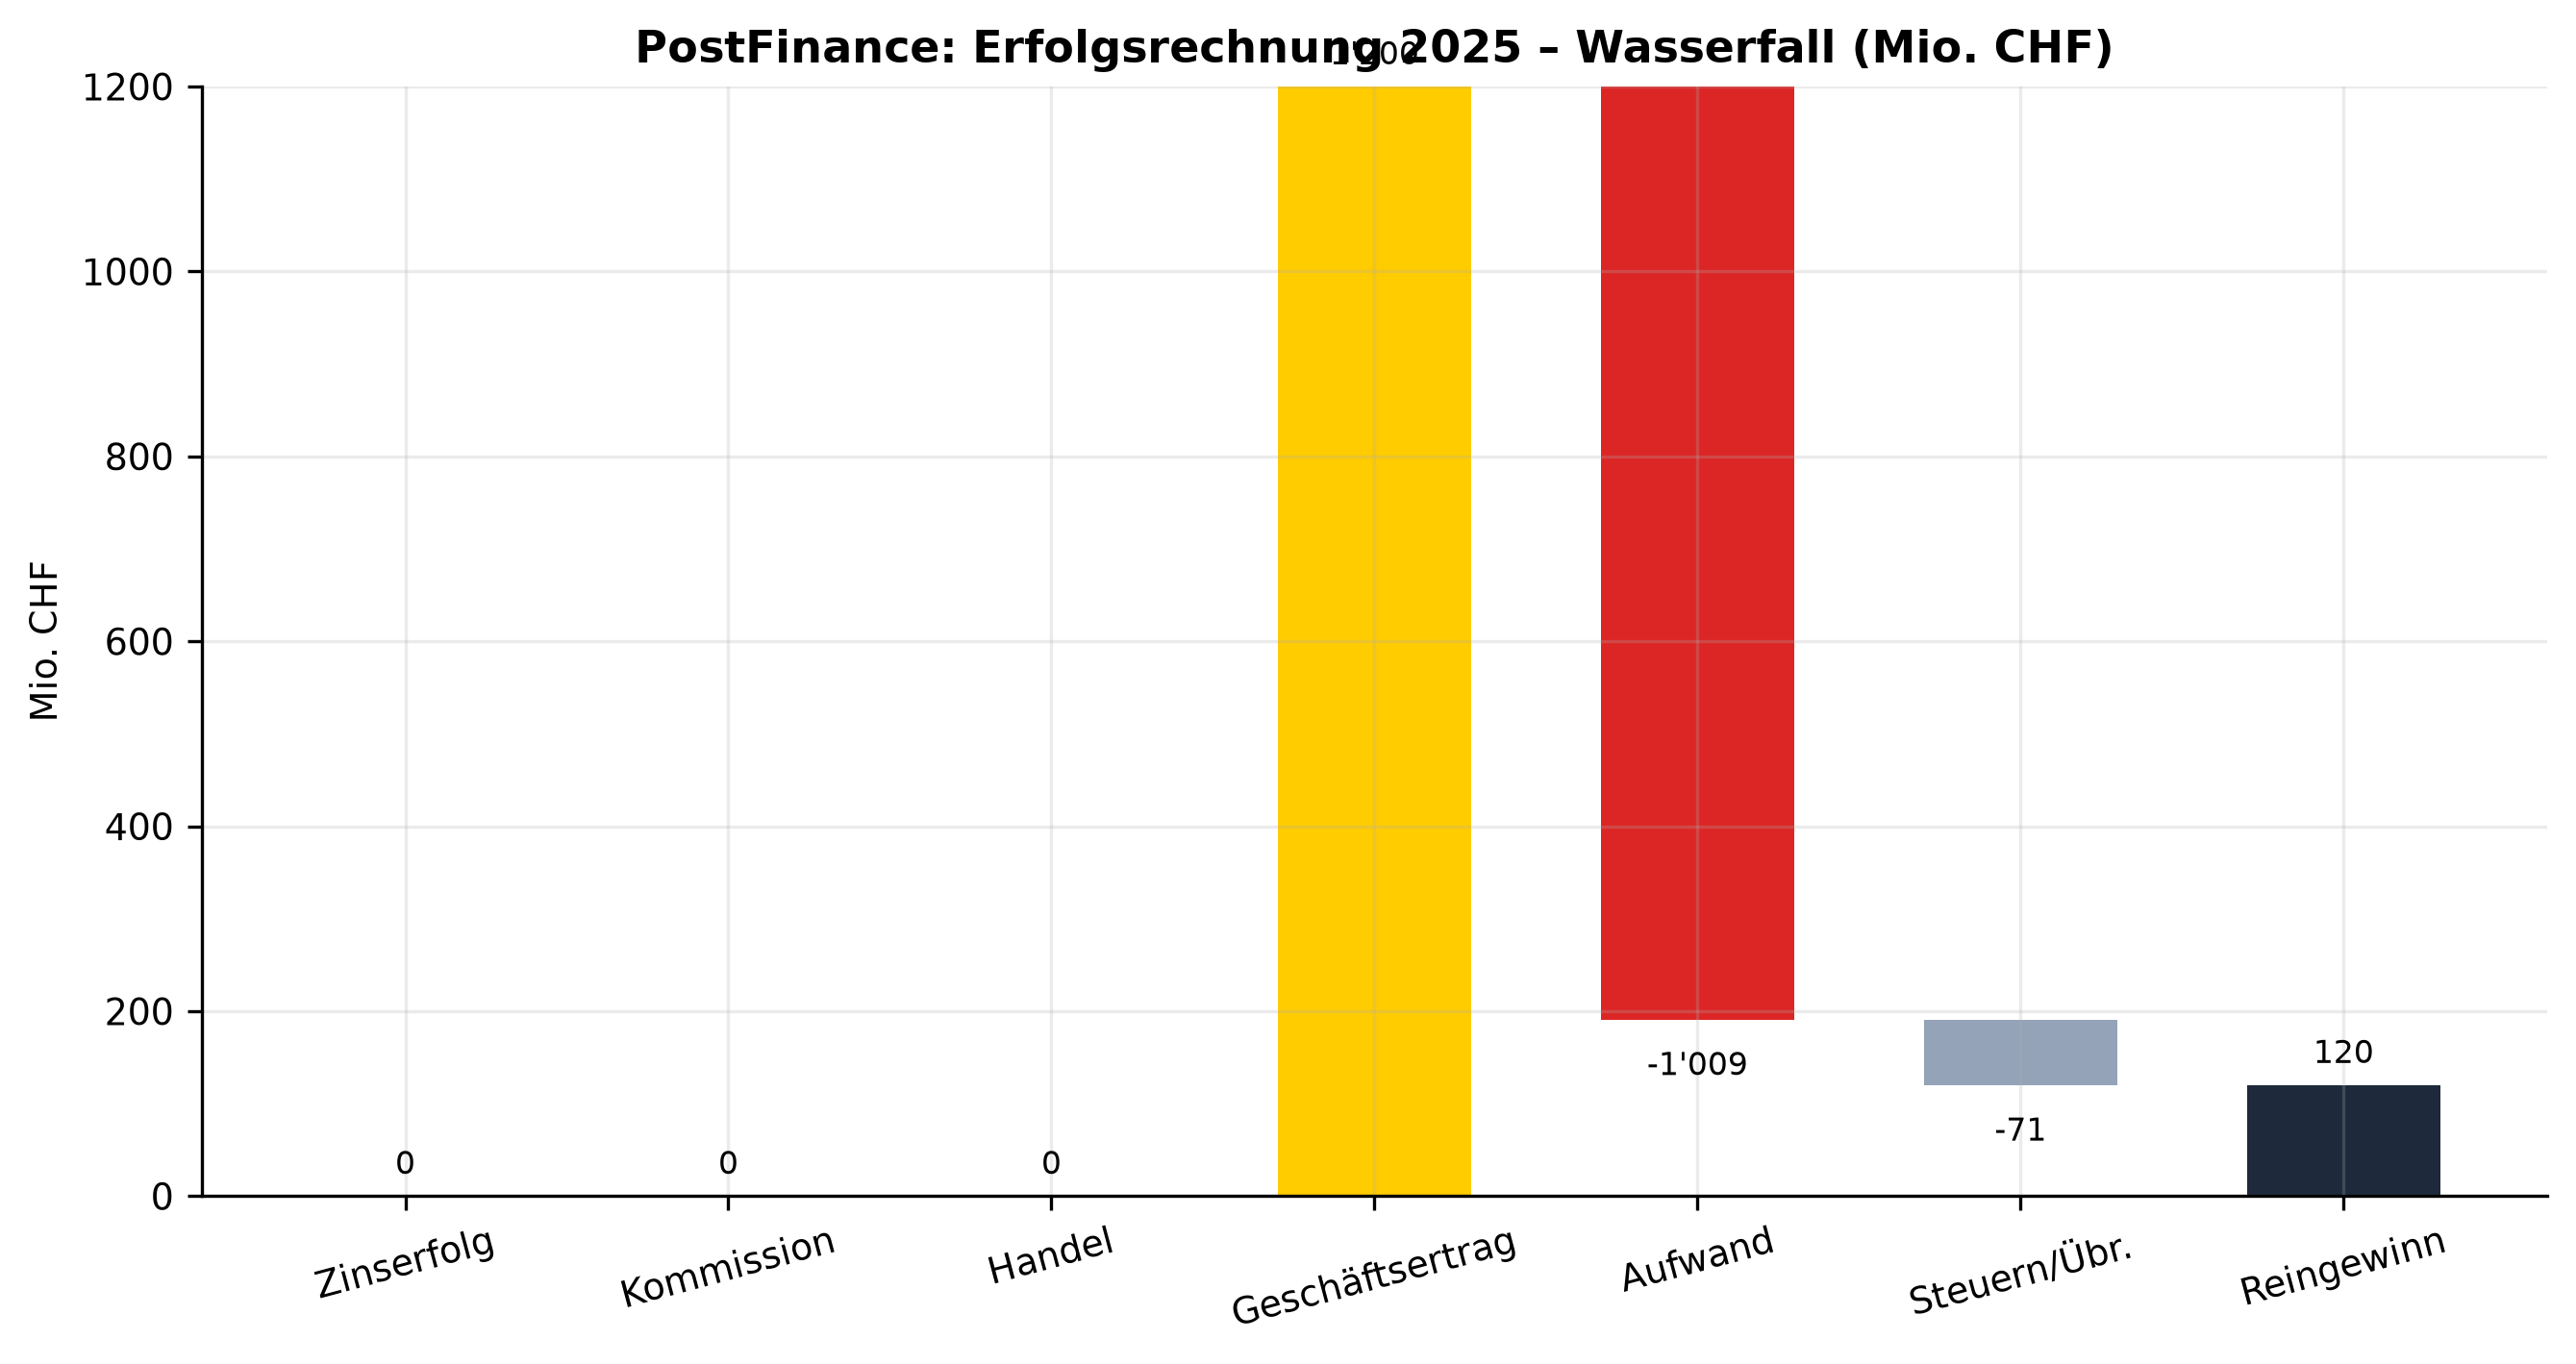 PostFinance: Erfolgsrechnung 2025 – Wasserfall (Mio. CHF)
Mio. CHF
1200
1000
800
600
400
200
0
0
0
0
-1'009
-71
120
Zinserfolg
Kommission
Handel
Geschäftsertrag
Aufwand
Steuern/Übr.
Reingewinn